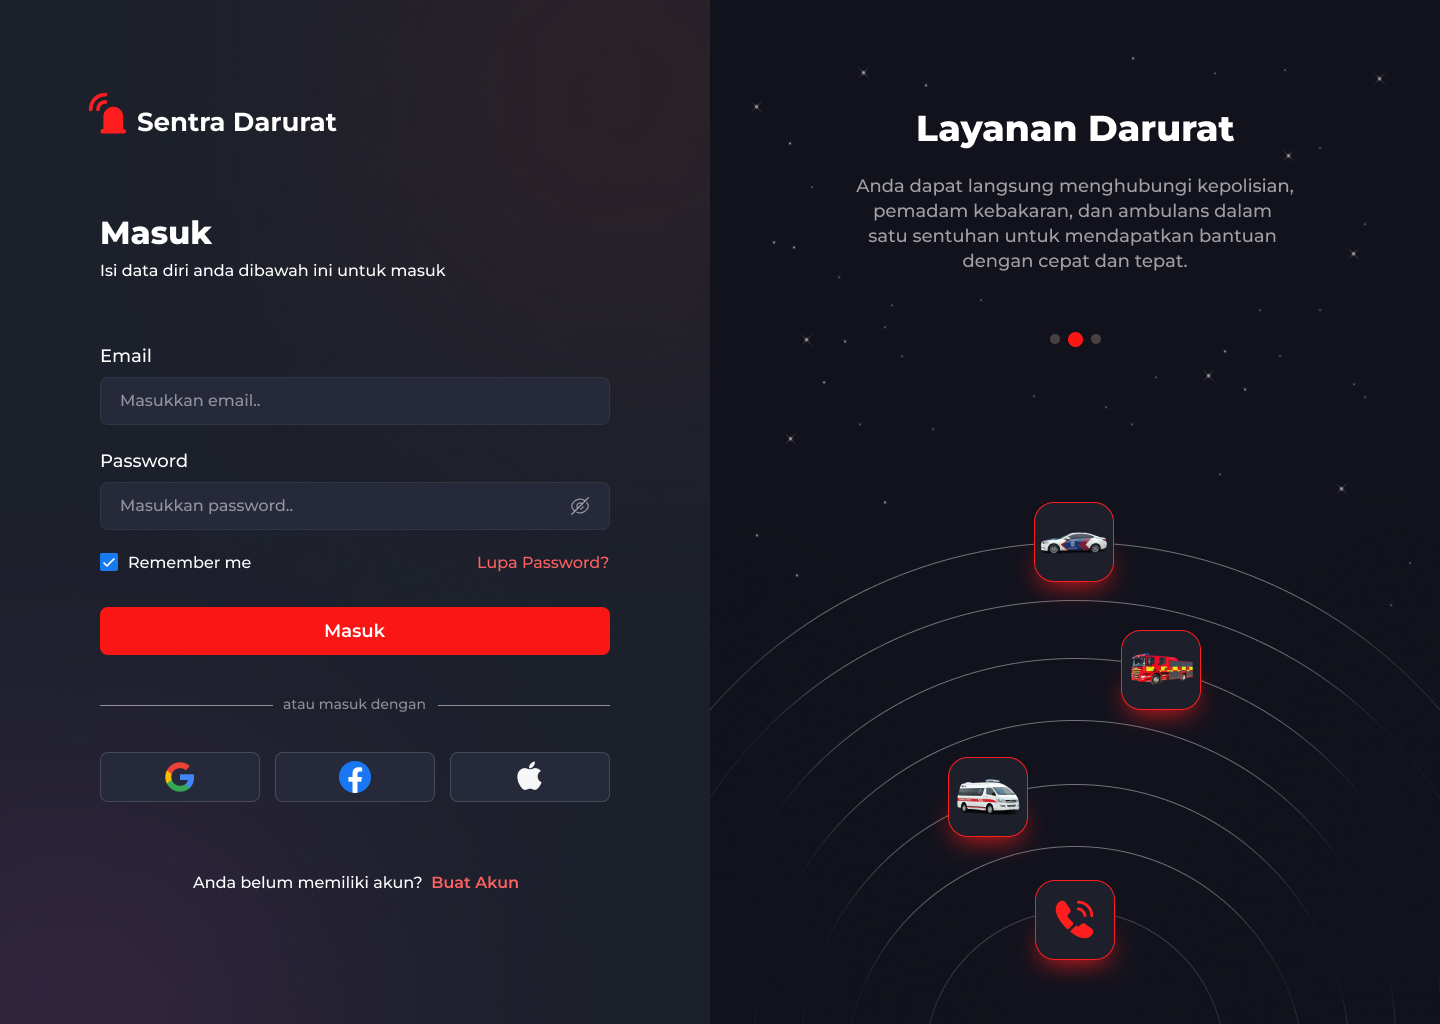 Sentra Darurat
Masuk
Isi data diri anda dibawah ini untuk masuk
Email
Masukkan email..
Password
Masukkan password..
Remember me
Lupa Password?
Masuk
atau masuk dengan
Anda belum memiliki akun? Buat Akun
Layanan Darurat
Anda dapat langsung menghubungi kepolisian,
pemadam kebakaran, dan ambulans dalam
satu sentuhan untuk mendapatkan bantuan
dengan cepat dan tepat.